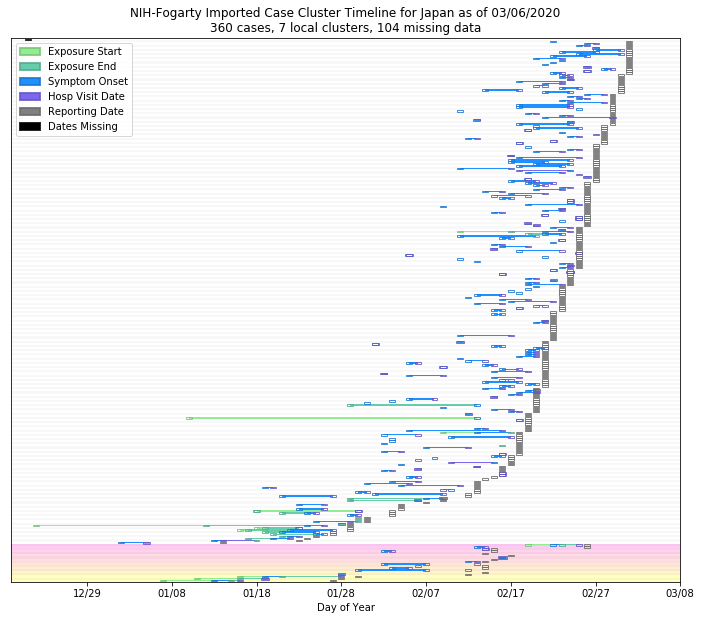 NIH-Fogarty Imported Case Cluster Timeline for Japan as of 03/06/2020
360 cases, 7 local clusters, 104 missing data
Exposure Start
Exposure End
Symptom Onset
Hosp Visit Date
Reporting Date
Dates Missing
12/29 01/08 01/18 01/28 02/07 02/17 02/27 03/08
Day of Year